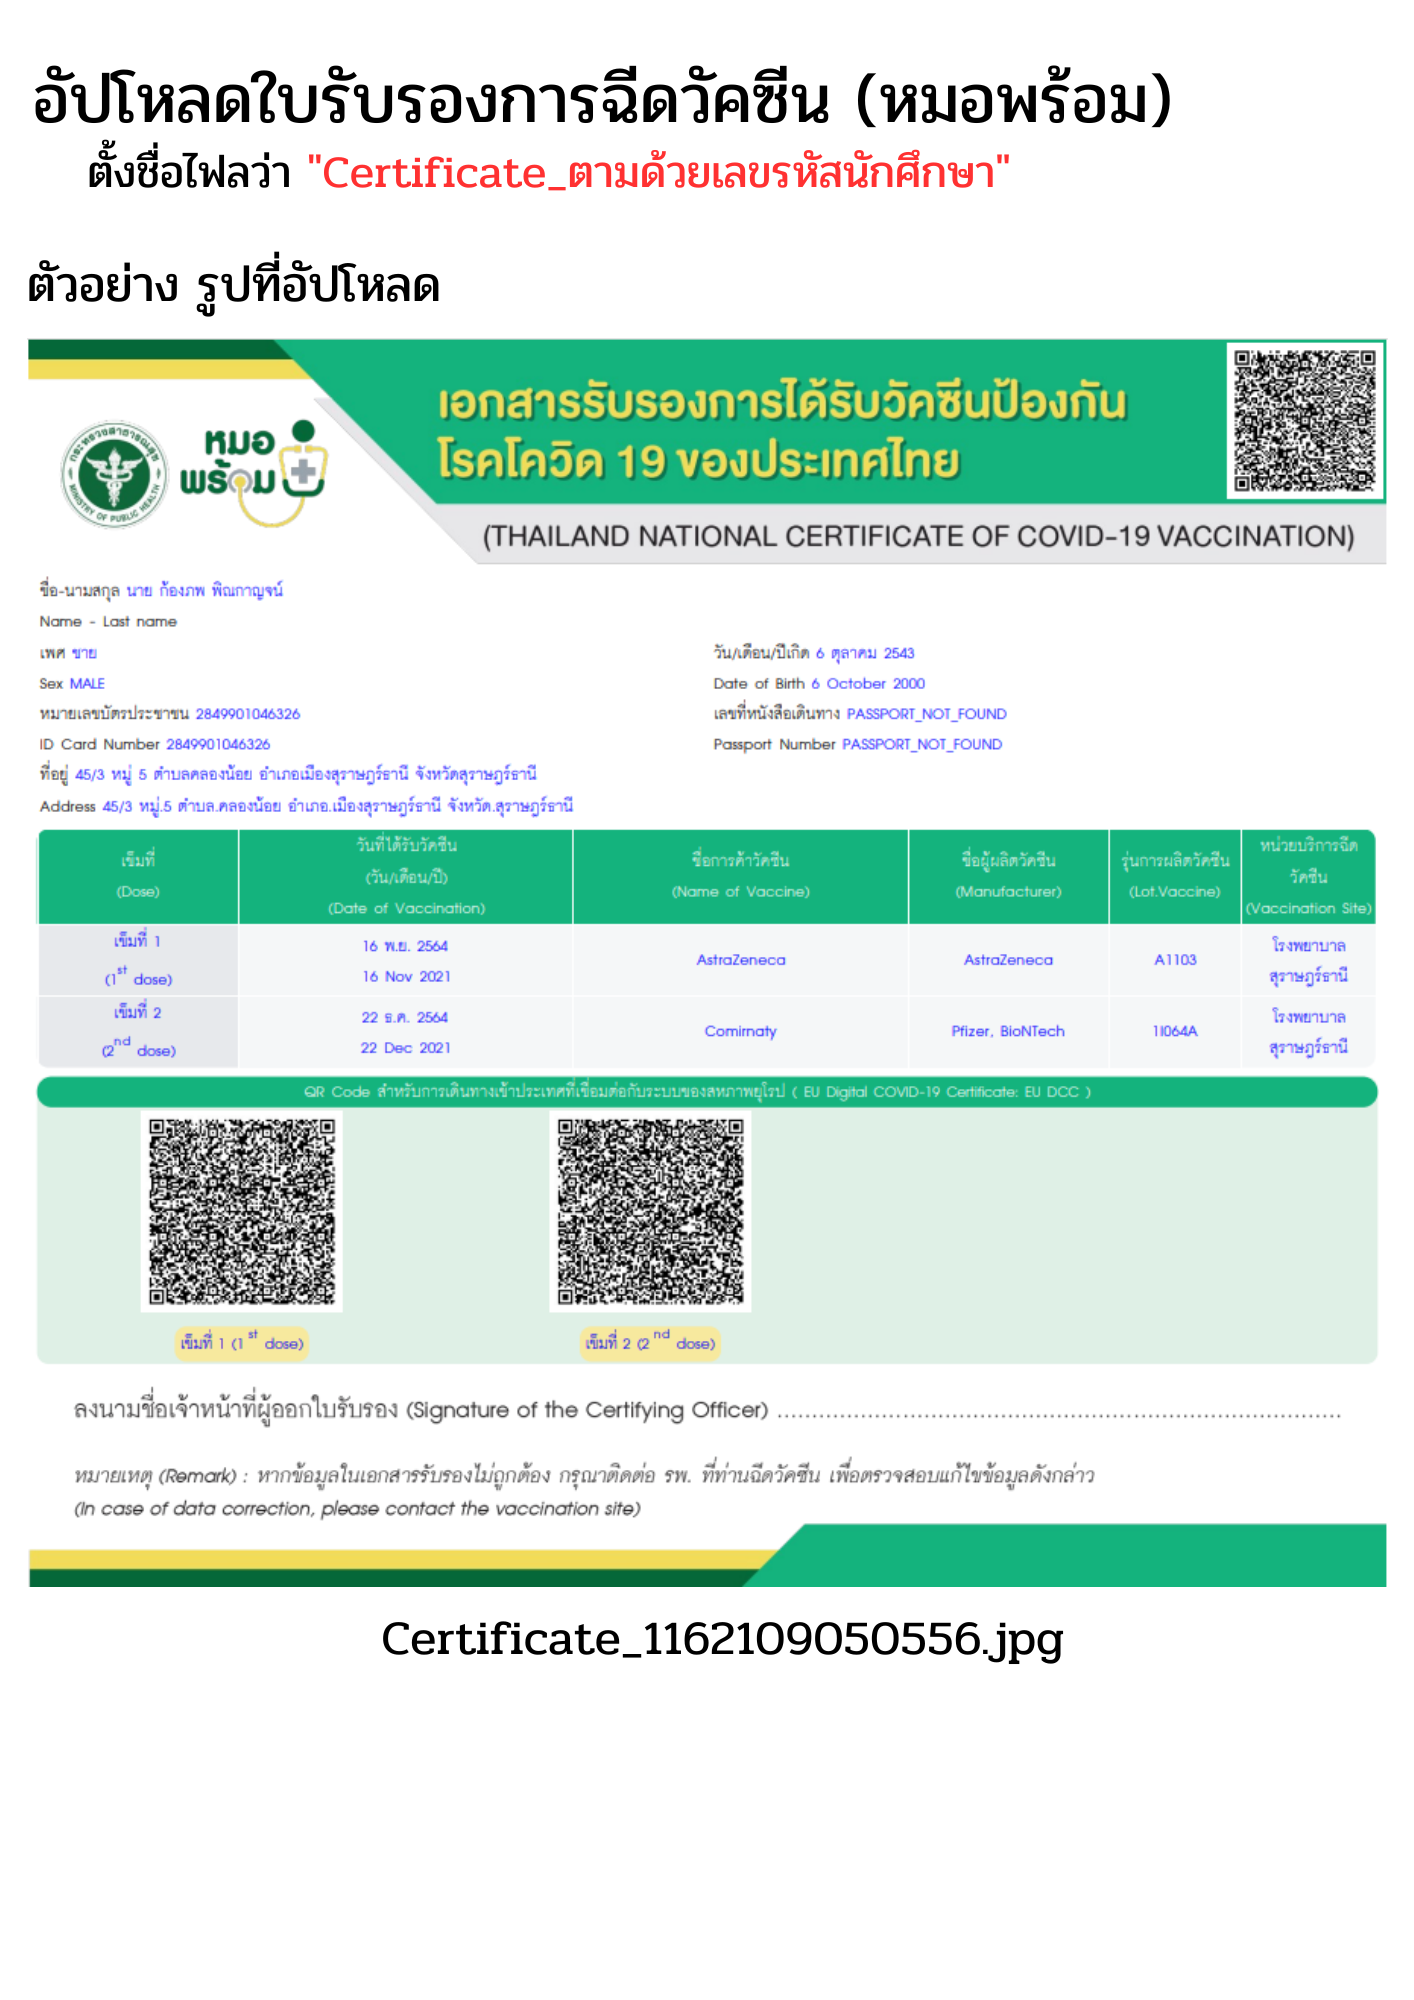 อัปโหลดใบรับรองการฉีดวัคซีน (หมอพร้อม)
ตั้งชื่อไฟลว่า "Certificate_ตามด้วยเลขรหัสนักศึกษา"
ตัวอย่าง รูปที่อัปโหลด
เอกสารรับรองการได้รับวัคซีนป้องกัน
โรคโควิด 19 ของประเทศไทย
กระทรวงสาธารณสุข
MINISTRY OF PUBLIC HEALTH
หมอ
พร้อม
(THAILAND NATIONAL CERTIFICATE OF COVID-19 VACCINATION)
ชื่อ-นามสกุล นาย ก้องภพ พิณกาญจน์
Name - Last name
เพศ ชาย
วัน/เดือน/ปีเกิด 6 ตุลาคม 2543
Sex MALE
Date of Birth 6 October 2000
หมายเลขบัตรประชาชน 2849901046326
เลขที่หนังสือเดินทาง PASSPORT_NOT_FOUND
ID Card Number 2849901046326
Passport Number PASSPORT_NOT_FOUND
ที่อยู่ 45/3 หมู่ 5 ตำบลคลองน้อย อำเภอเมืองสุราษฎร์ธานี จังหวัดสุราษฎร์ธานี
Address 45/3 หมู่.5 ตำบล.คลองน้อย อำเภอ.เมืองสุราษฎร์ธานี จังหวัด.สุราษฎร์ธานี
เข็มที่
(Dose)
วันที่ได้รับวัคซีน
(วัน/เดือน/ปี)
(Date of Vaccination)
ชื่อการค้าวัคซีน
(Name of Vaccine)
ชื่อผู้ผลิตวัคซีน
(Manufacturer)
รุ่นการผลิตวัคซีน
(Lot.Vaccine)
หน่วยบริการฉีด
วัคซีน
(Vaccination Site)
เข็มที่ 1
(1st dose)
16 พ.ย. 2564
16 Nov 2021
AstraZeneca
AstraZeneca
A1103
โรงพยาบาล
สุราษฎร์ธานี
เข็มที่ 2
(2nd dose)
22 ธ.ค. 2564
22 Dec 2021
Comirnaty
Pfizer, BioNTech
1I064A
โรงพยาบาล
สุราษฎร์ธานี
QR Code สำหรับการเดินทางเข้าประเทศที่เชื่อมต่อกับระบบของสหภาพยุโรป ( EU Digital COVID-19 Certificate: EU DCC )
เข็มที่ 1 (1st dose)
เข็มที่ 2 (2nd dose)
ลงนามชื่อเจ้าหน้าที่ผู้ออกใบรับรอง (Signature of the Certifying Officer) ................................................................................
หมายเหตุ (Remark) : หากข้อมูลในเอกสารรับรองไม่ถูกต้อง กรุณาติดต่อ รพ. ที่ท่านฉีดวัคซีน เพื่อตรวจสอบแก้ไขข้อมูลดังกล่าว
(In case of data correction, please contact the vaccination site)
Certificate_1162109050556.jpg